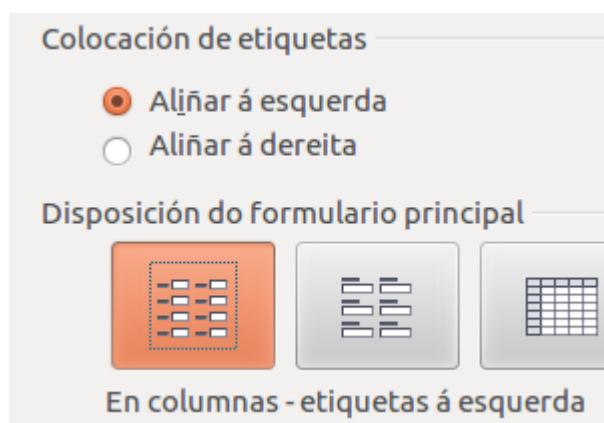 Colocación de etiquetas
Aliñar á esquerda
Aliñar á dereita
Disposición do formulario principal
En columnas - etiquetas á esquerda